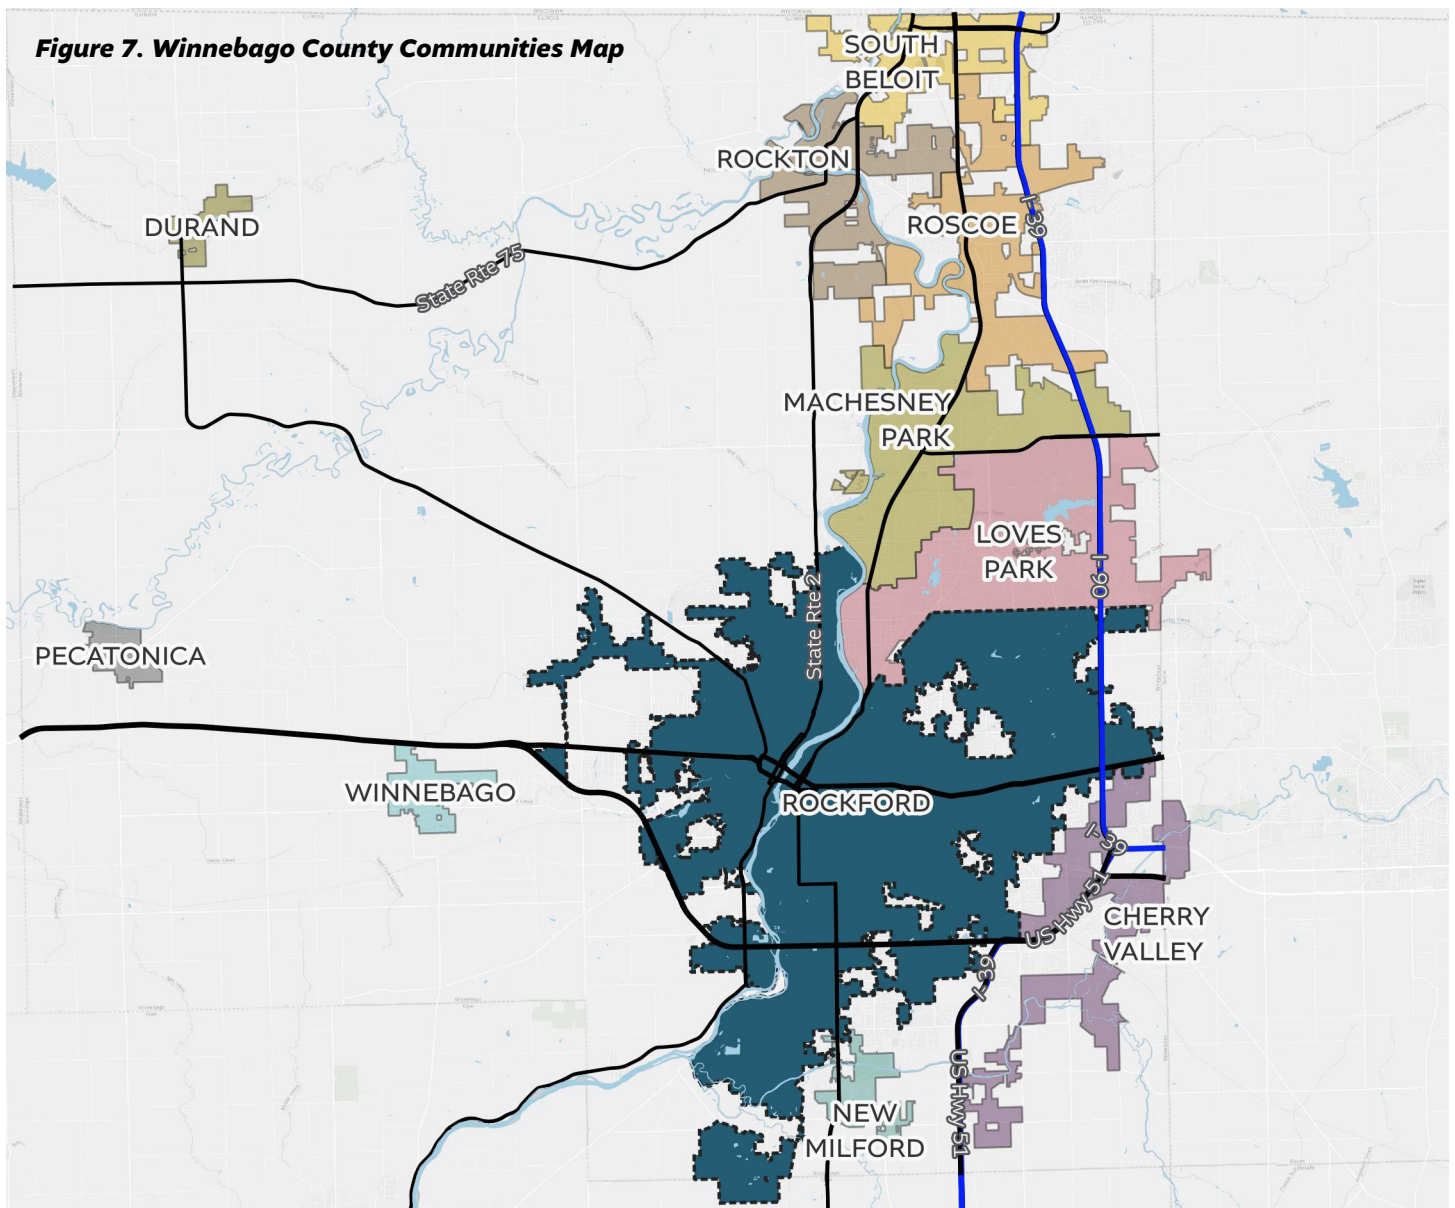 WISCONSIN
ILLINOIS
Figure 7. Winnebago County Communities Map
SOUTH
BELOIT
ROCKTON
DURAND
ROSCOE
I-39
State Rte 75
MACHESNEY
PARK
LOVES
PARK
I-90
State Rte 2
PECATONICA
WINNEBAGO
ROCKFORD
I-39
US Hwy 51
CHERRY
VALLEY
I-39
US Hwy 51
NEW
MILFORD